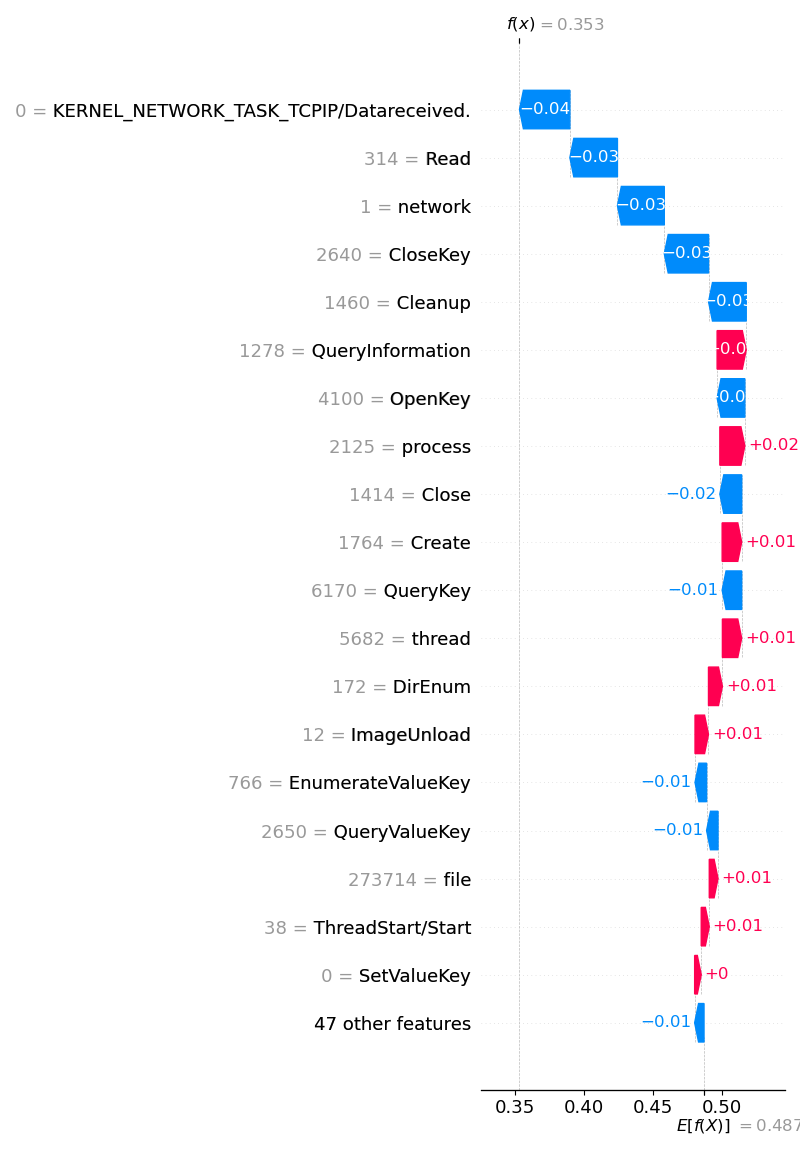 f(x) = 0.353
0 = KERNEL_NETWORK_TASK_TCPIP/Datareceived. −0.04
314 = Read −0.03
1 = network −0.03
2640 = CloseKey −0.03
1460 = Cleanup −0.03
1278 = QueryInformation
4100 = OpenKey
2125 = process +0.02
1414 = Close −0.02
1764 = Create +0.01
6170 = QueryKey −0.01
5682 = thread +0.01
172 = DirEnum +0.01
12 = ImageUnload +0.01
766 = EnumerateValueKey −0.01
2650 = QueryValueKey −0.01
273714 = file +0.01
38 = ThreadStart/Start +0.01
0 = SetValueKey +0
47 other features −0.01
0.35 0.40 0.45 0.50
E[f(X)] = 0.487